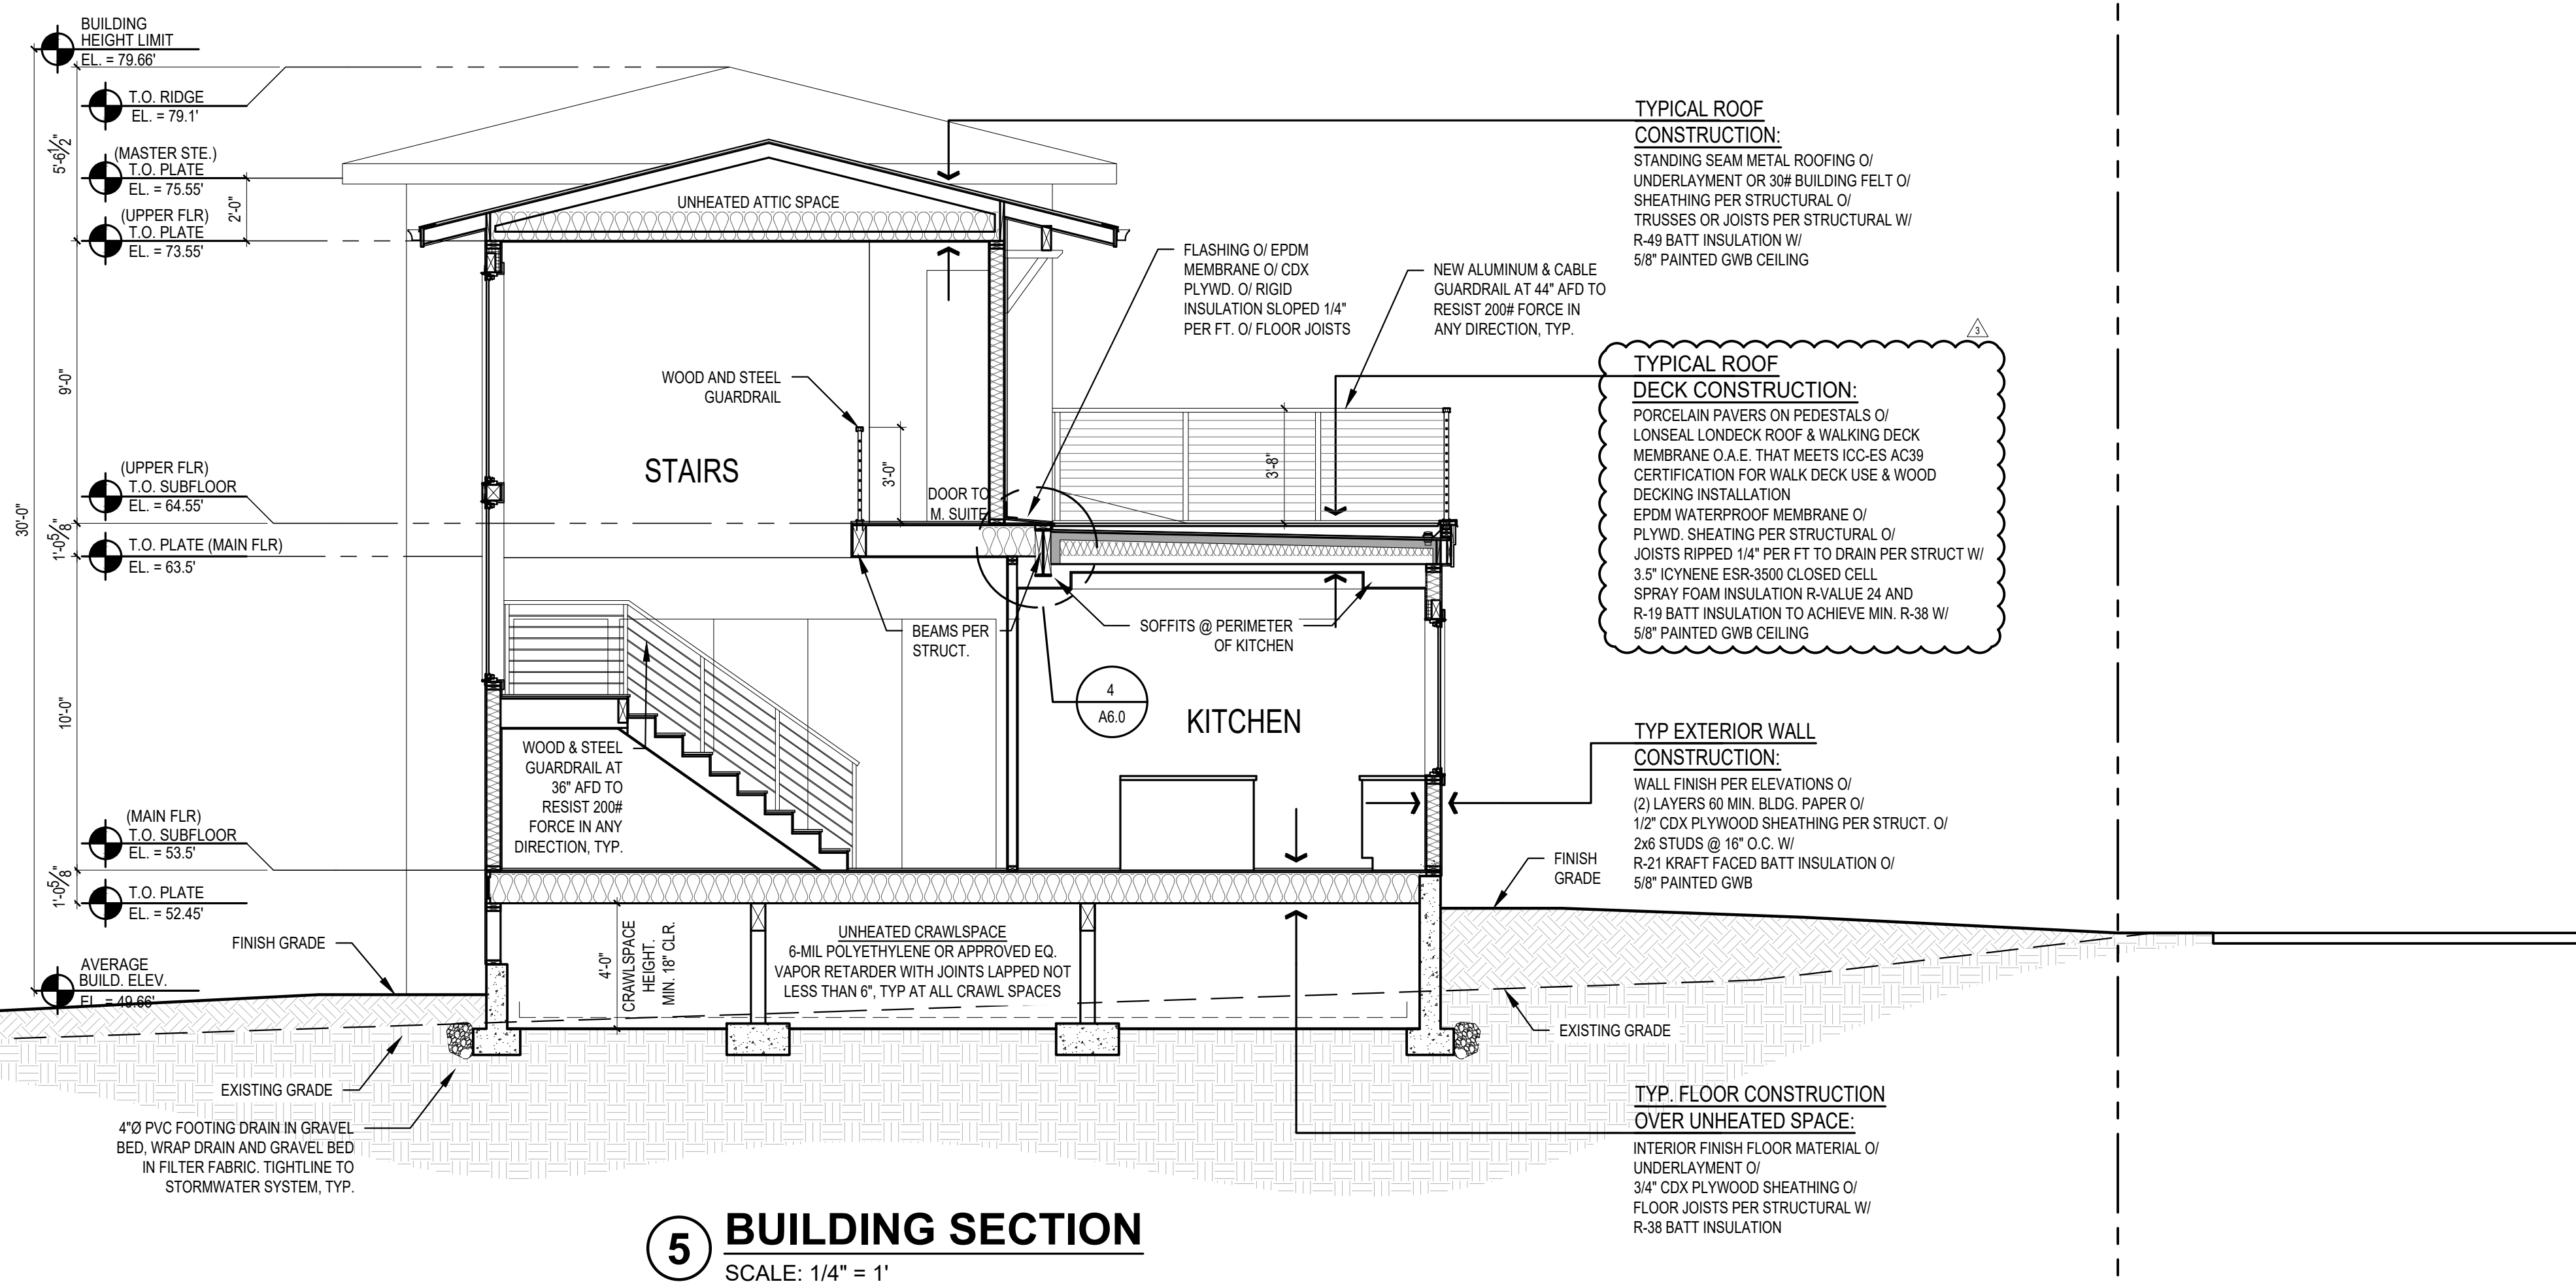 BUILDING
HEIGHT LIMIT
EL. = 79.66'
T.O. RIDGE
EL. = 79.1'
(MASTER STE.)
T.O. PLATE
EL. = 75.55'
(UPPER FLR)
T.O. PLATE
EL. = 73.55'
(UPPER FLR)
T.O. SUBFLOOR
EL. = 64.55'
T.O. PLATE (MAIN FLR)
EL. = 63.5'
(MAIN FLR)
T.O. SUBFLOOR
EL. = 53.5'
T.O. PLATE
EL. = 52.45'
AVERAGE
BUILD. ELEV.
EL. = 49.66'
30'-0"
5'-6 1/2"
2'-0"
9'-0"
1'-0 5/8"
10'-0"
1'-0 5/8"
UNHEATED ATTIC SPACE
WOOD AND STEEL
GUARDRAIL
STAIRS
3'-0"
DOOR TO
M. SUITE
FLASHING O/ EPDM
MEMBRANE O/ CDX
PLYWD. O/ RIGID
INSULATION SLOPED 1/4"
PER FT. O/ FLOOR JOISTS
NEW ALUMINUM & CABLE
GUARDRAIL AT 44" AFD TO
RESIST 200# FORCE IN
ANY DIRECTION, TYP.
3'-8"
BEAMS PER
STRUCT.
SOFFITS @ PERIMETER
OF KITCHEN
4
A6.0
KITCHEN
WOOD & STEEL
GUARDRAIL AT
36" AFD TO
RESIST 200#
FORCE IN ANY
DIRECTION, TYP.
4'-0"
CRAWLSPACE
HEIGHT.
MIN. 18" CLR.
UNHEATED CRAWLSPACE
6-MIL POLYETHYLENE OR APPROVED EQ.
VAPOR RETARDER WITH JOINTS LAPPED NOT
LESS THAN 6", TYP AT ALL CRAWL SPACES
FINISH GRADE
EXISTING GRADE
4"Ø PVC FOOTING DRAIN IN GRAVEL
BED, WRAP DRAIN AND GRAVEL BED
IN FILTER FABRIC. TIGHTLINE TO
STORMWATER SYSTEM, TYP.
FINISH
GRADE
EXISTING GRADE
TYPICAL ROOF
CONSTRUCTION:
STANDING SEAM METAL ROOFING O/
UNDERLAYMENT OR 30# BUILDING FELT O/
SHEATHING PER STRUCTURAL O/
TRUSSES OR JOISTS PER STRUCTURAL W/
R-49 BATT INSULATION W/
5/8" PAINTED GWB CEILING
3
TYPICAL ROOF
DECK CONSTRUCTION:
PORCELAIN PAVERS ON PEDESTALS O/
LONSEAL LONDECK ROOF & WALKING DECK
MEMBRANE O.A.E. THAT MEETS ICC-ES AC39
CERTIFICATION FOR WALK DECK USE & WOOD
DECKING INSTALLATION
EPDM WATERPROOF MEMBRANE O/
PLYWD. SHEATING PER STRUCTURAL O/
JOISTS RIPPED 1/4" PER FT TO DRAIN PER STRUCT W/
3.5" ICYNENE ESR-3500 CLOSED CELL
SPRAY FOAM INSULATION R-VALUE 24 AND
R-19 BATT INSULATION TO ACHIEVE MIN. R-38 W/
5/8" PAINTED GWB CEILING
TYP EXTERIOR WALL
CONSTRUCTION:
WALL FINISH PER ELEVATIONS O/
(2) LAYERS 60 MIN. BLDG. PAPER O/
1/2" CDX PLYWOOD SHEATHING PER STRUCT. O/
2x6 STUDS @ 16" O.C. W/
R-21 KRAFT FACED BATT INSULATION O/
5/8" PAINTED GWB
TYP. FLOOR CONSTRUCTION
OVER UNHEATED SPACE:
INTERIOR FINISH FLOOR MATERIAL O/
UNDERLAYMENT O/
3/4" CDX PLYWOOD SHEATHING O/
FLOOR JOISTS PER STRUCTURAL W/
R-38 BATT INSULATION
5 BUILDING SECTION
SCALE: 1/4" = 1'